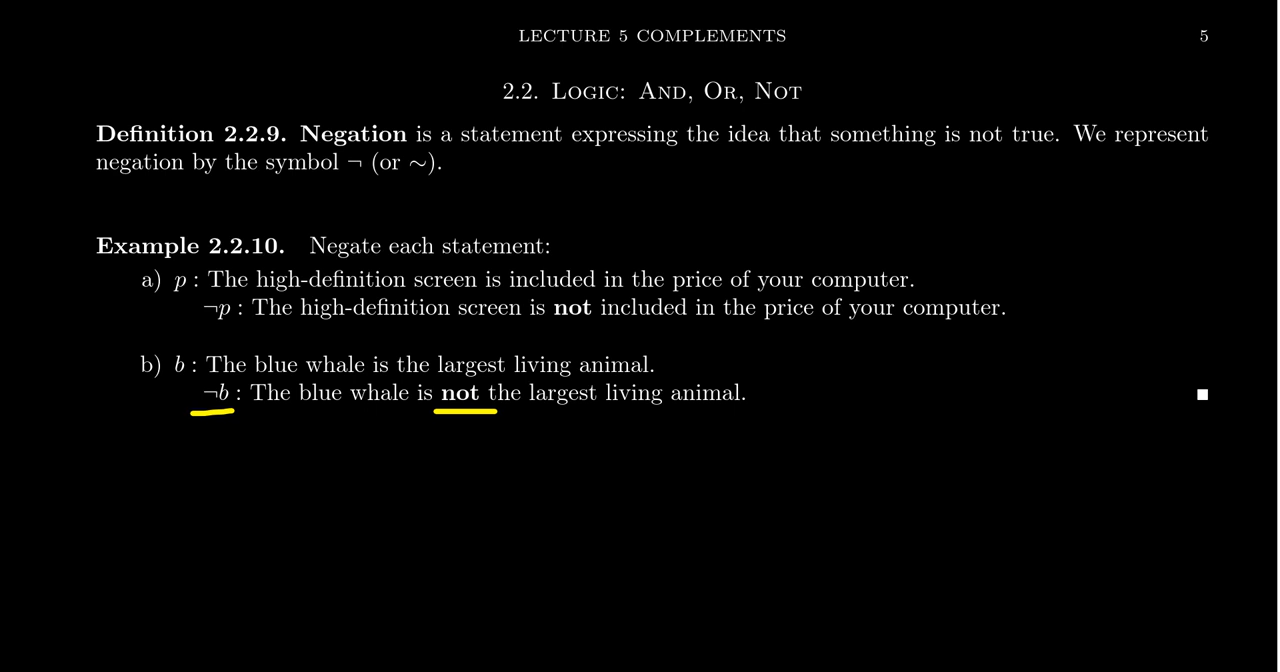 LECTURE 5 COMPLEMENTS 5
2.2. Logic: And, Or, Not
Definition 2.2.9. Negation is a statement expressing the idea that something is not true. We represent
negation by the symbol ¬ (or ∼).
Example 2.2.10. Negate each statement:
a) p : The high-definition screen is included in the price of your computer.
¬p : The high-definition screen is not included in the price of your computer.
b) b : The blue whale is the largest living animal.
¬b : The blue whale is not the largest living animal. ■